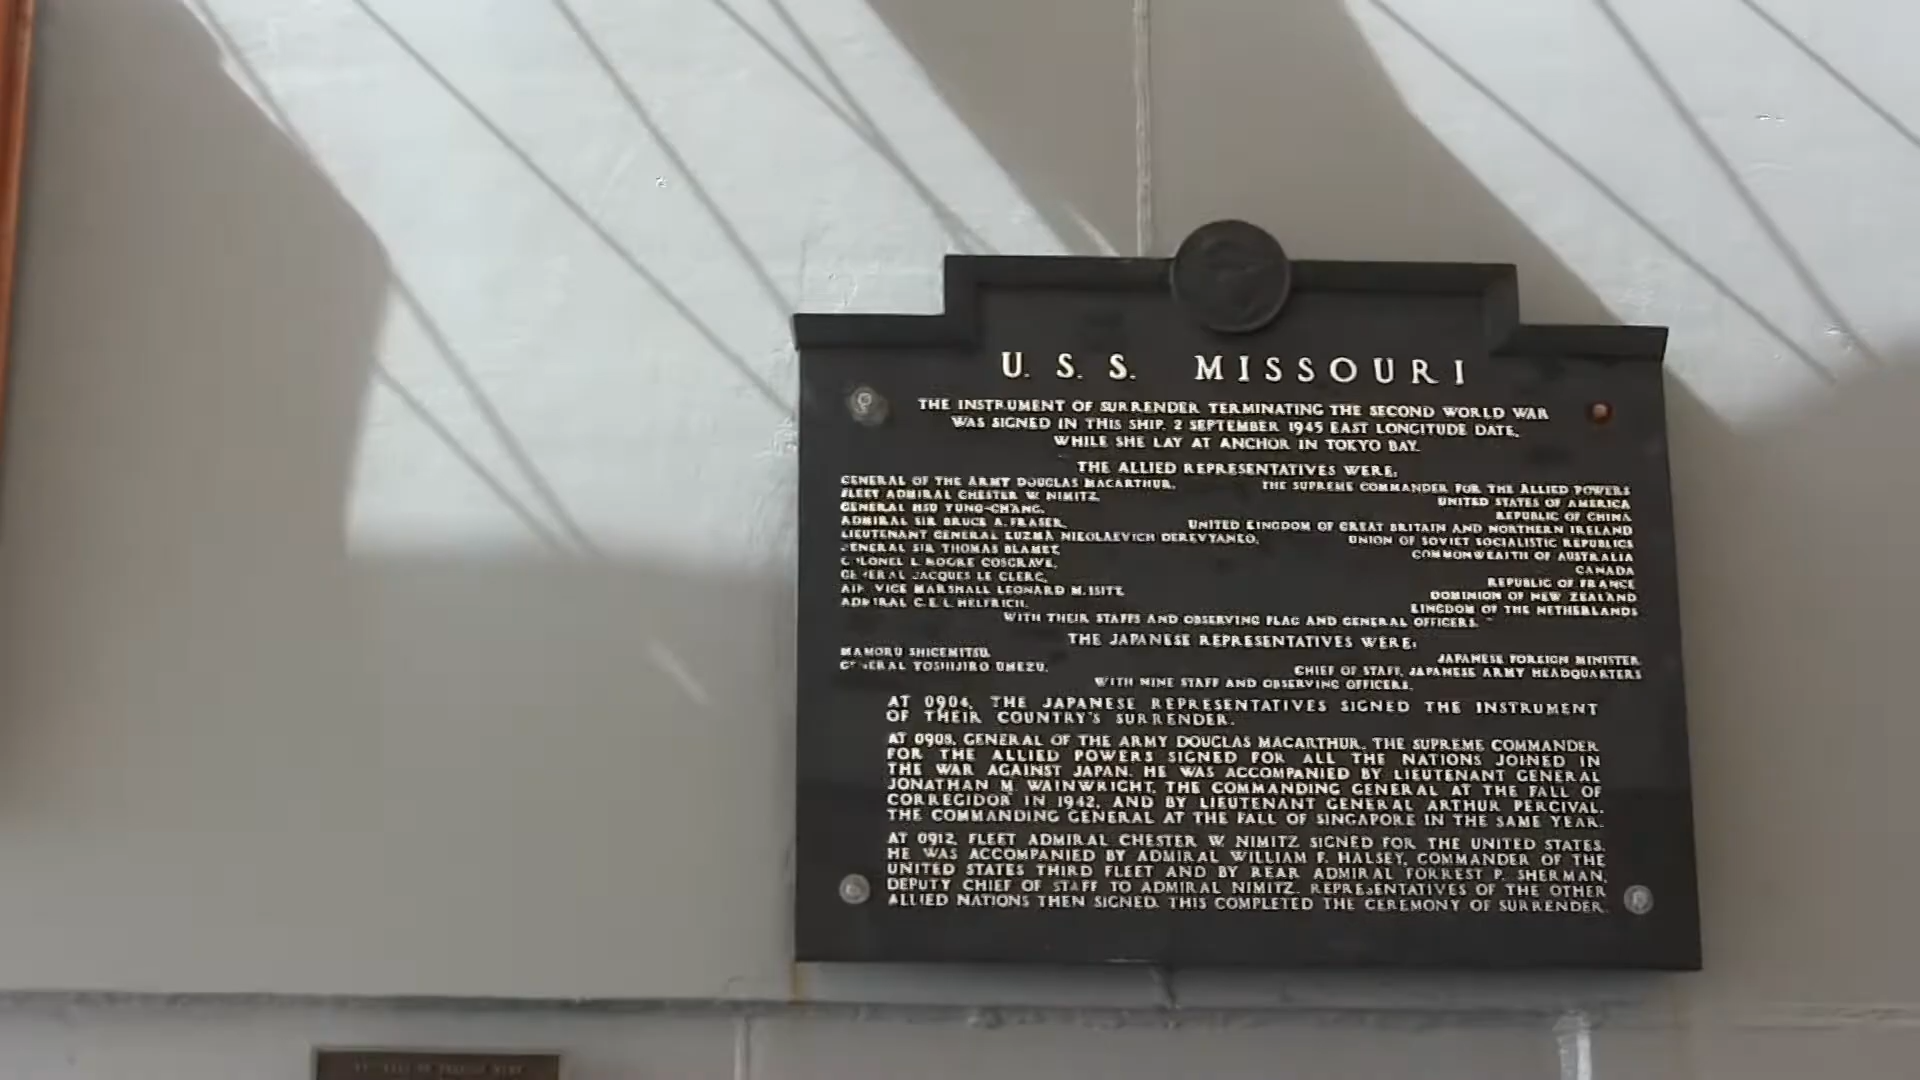 U. S. S. MISSOURI
THE INSTRUMENT OF SURRENDER TERMINATING THE SECOND WORLD WAR
WAS SIGNED IN THIS SHIP, 2 SEPTEMBER 1945 EAST LONGITUDE DATE,
WHILE SHE LAY AT ANCHOR IN TOKYO BAY.
THE ALLIED REPRESENTATIVES WERE:
GENERAL OF THE ARMY DOUGLAS MACARTHUR, THE SUPREME COMMANDER FOR THE ALLIED POWERS
FLEET ADMIRAL CHESTER W. NIMITZ, UNITED STATES OF AMERICA
GENERAL HSU YUNG-CHANG, REPUBLIC OF CHINA
ADMIRAL SIR BRUCE A. FRASER, UNITED KINGDOM OF GREAT BRITAIN AND NORTHERN IRELAND
LIEUTENANT GENERAL KUZMA NIKOLAEVICH DEREVYANKO, UNION OF SOVIET SOCIALISTIC REPUBLICS
GENERAL SIR THOMAS BLAMEY, COMMONWEALTH OF AUSTRALIA
COLONEL L. MOORE COSGRAVE, CANADA
GENERAL JACQUES LE CLERC, REPUBLIC OF FRANCE
AIR VICE MARSHALL LEONARD M. ISITT, DOMINION OF NEW ZEALAND
ADMIRAL C.E.L. HELFRICH, KINGDOM OF THE NETHERLANDS
WITH THEIR STAFFS AND OBSERVING FLAG AND GENERAL OFFICERS.
THE JAPANESE REPRESENTATIVES WERE:
MAMORU SHIGEMITSU, JAPANESE FOREIGN MINISTER
GENERAL YOSHIJIRO UMEZU, CHIEF OF STAFF, JAPANESE ARMY HEADQUARTERS
WITH NINE STAFF AND OBSERVING OFFICERS.
AT 0904, THE JAPANESE REPRESENTATIVES SIGNED THE INSTRUMENT
OF THEIR COUNTRY'S SURRENDER.
AT 0908, GENERAL OF THE ARMY DOUGLAS MACARTHUR, THE SUPREME COMMANDER
FOR THE ALLIED POWERS SIGNED FOR ALL THE NATIONS JOINED IN
THE WAR AGAINST JAPAN. HE WAS ACCOMPANIED BY LIEUTENANT GENERAL
JONATHAN M. WAINWRIGHT, THE COMMANDING GENERAL AT THE FALL OF
CORREGIDOR IN 1942, AND BY LIEUTENANT GENERAL ARTHUR PERCIVAL,
THE COMMANDING GENERAL AT THE FALL OF SINGAPORE IN THE SAME YEAR.
AT 0912, FLEET ADMIRAL CHESTER W. NIMITZ SIGNED FOR THE UNITED STATES.
HE WAS ACCOMPANIED BY ADMIRAL WILLIAM F. HALSEY, COMMANDER OF THE
UNITED STATES THIRD FLEET AND BY REAR ADMIRAL FORREST P. SHERMAN,
DEPUTY CHIEF OF STAFF TO ADMIRAL NIMITZ. REPRESENTATIVES OF THE OTHER
ALLIED NATIONS THEN SIGNED. THIS COMPLETED THE CEREMONY OF SURRENDER.